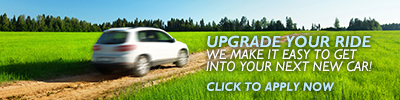 UPGRADE YOUR RIDE
WE MAKE IT EASY TO GET
INTO YOUR NEXT NEW CAR!
CLICK TO APPLY NOW